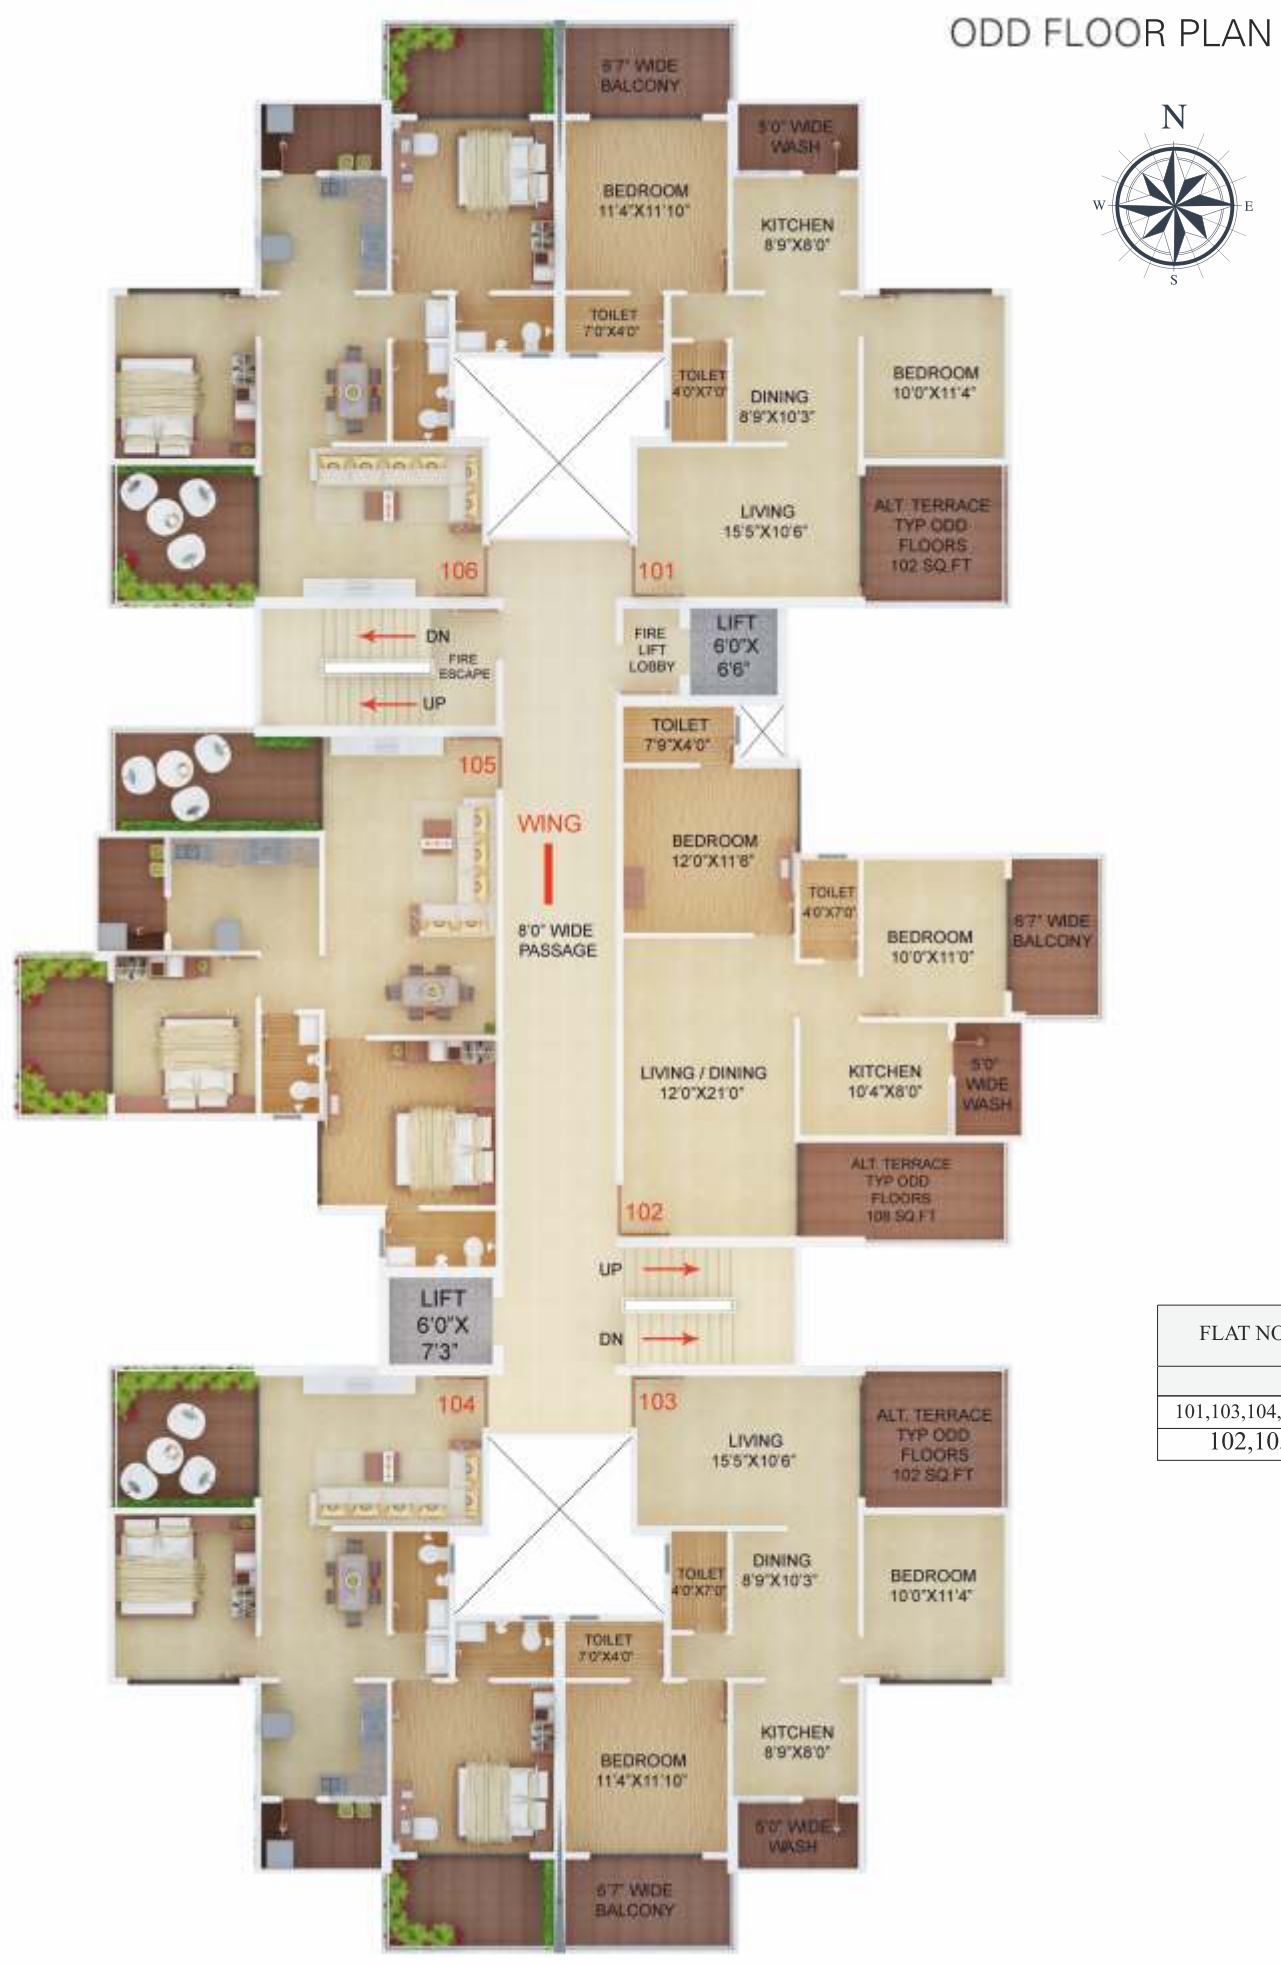 ODD FLOOR PLAN
N
W
E
S
6'7" WIDE
BALCONY
5'0" WIDE
WASH
BEDROOM
11'4"X11'10"
KITCHEN
8'9"X8'0"
TOILET
7'0"X4'0"
TOILET
4'0"X7'0"
DINING
8'9"X10'3"
BEDROOM
10'0"X11'4"
LIVING
15'5"X10'6"
ALT. TERRACE
TYP ODD
FLOORS
102 SQ.FT
106
101
DN
FIRE
ESCAPE
UP
FIRE
LIFT
LOBBY
LIFT
6'0"X
6'6"
TOILET
7'9"X4'0"
105
WING
I
8'0" WIDE
PASSAGE
BEDROOM
12'0"X11'6"
TOILET
4'0"X7'0"
BEDROOM
10'0"X11'0"
6'7" WIDE
BALCONY
LIVING / DINING
12'0"X21'0"
KITCHEN
10'4"X8'0"
5'0"
WIDE
WASH
ALT. TERRACE
TYP ODD
FLOORS
108 SQ.FT
102
UP
DN
LIFT
6'0"X
7'3"
FLAT NO
101,103,104,
102,10
104
103
LIVING
15'5"X10'6"
ALT. TERRACE
TYP ODD
FLOORS
102 SQ.FT
TOILET
4'0"X7'0"
DINING
8'9"X10'3"
BEDROOM
10'0"X11'4"
TOILET
7'0"X4'0"
BEDROOM
11'4"X11'10"
KITCHEN
8'9"X8'0"
5'0" WIDE
WASH
6'7" WIDE
BALCONY